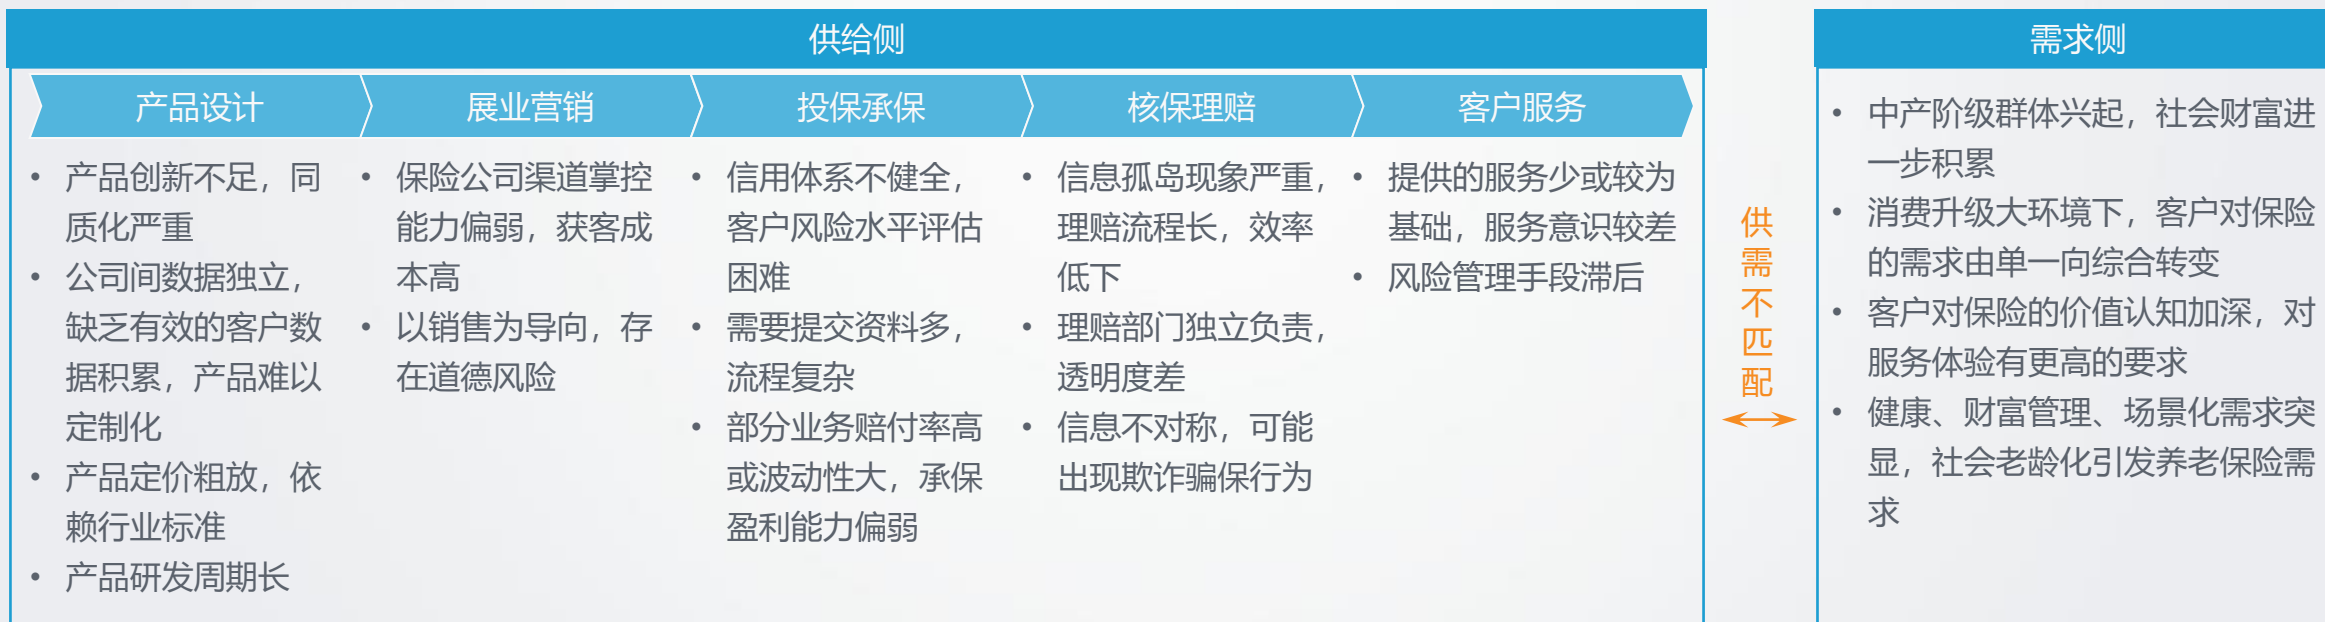 供给侧
产品设计
展业营销
投保承保
核保理赔
客户服务
• 产品创新不足，同
质化严重
• 公司间数据独立，
缺乏有效的客户数
据积累，产品难以
定制化
• 产品定价粗放，依
赖行业标准
• 产品研发周期长
• 保险公司渠道掌控
能力偏弱，获客成
本高
• 以销售为导向，存
在道德风险
• 信用体系不健全，
客户风险水平评估
困难
• 需要提交资料多，
流程复杂
• 部分业务赔付率高
或波动性大，承保
盈利能力偏弱
• 信息孤岛现象严重，
理赔流程长，效率
低下
• 理赔部门独立负责，
透明度差
• 信息不对称，可能
出现欺诈骗保行为
• 提供的服务少或较为
基础，服务意识较差
• 风险管理手段滞后
供
需
不
匹
配
需求侧
• 中产阶级群体兴起，社会财富进
一步积累
• 消费升级大环境下，客户对保险
的需求由单一向综合转变
• 客户对保险的价值认知加深，对
服务体验有更高的要求
• 健康、财富管理、场景化需求突
显，社会老龄化引发养老保险需
求